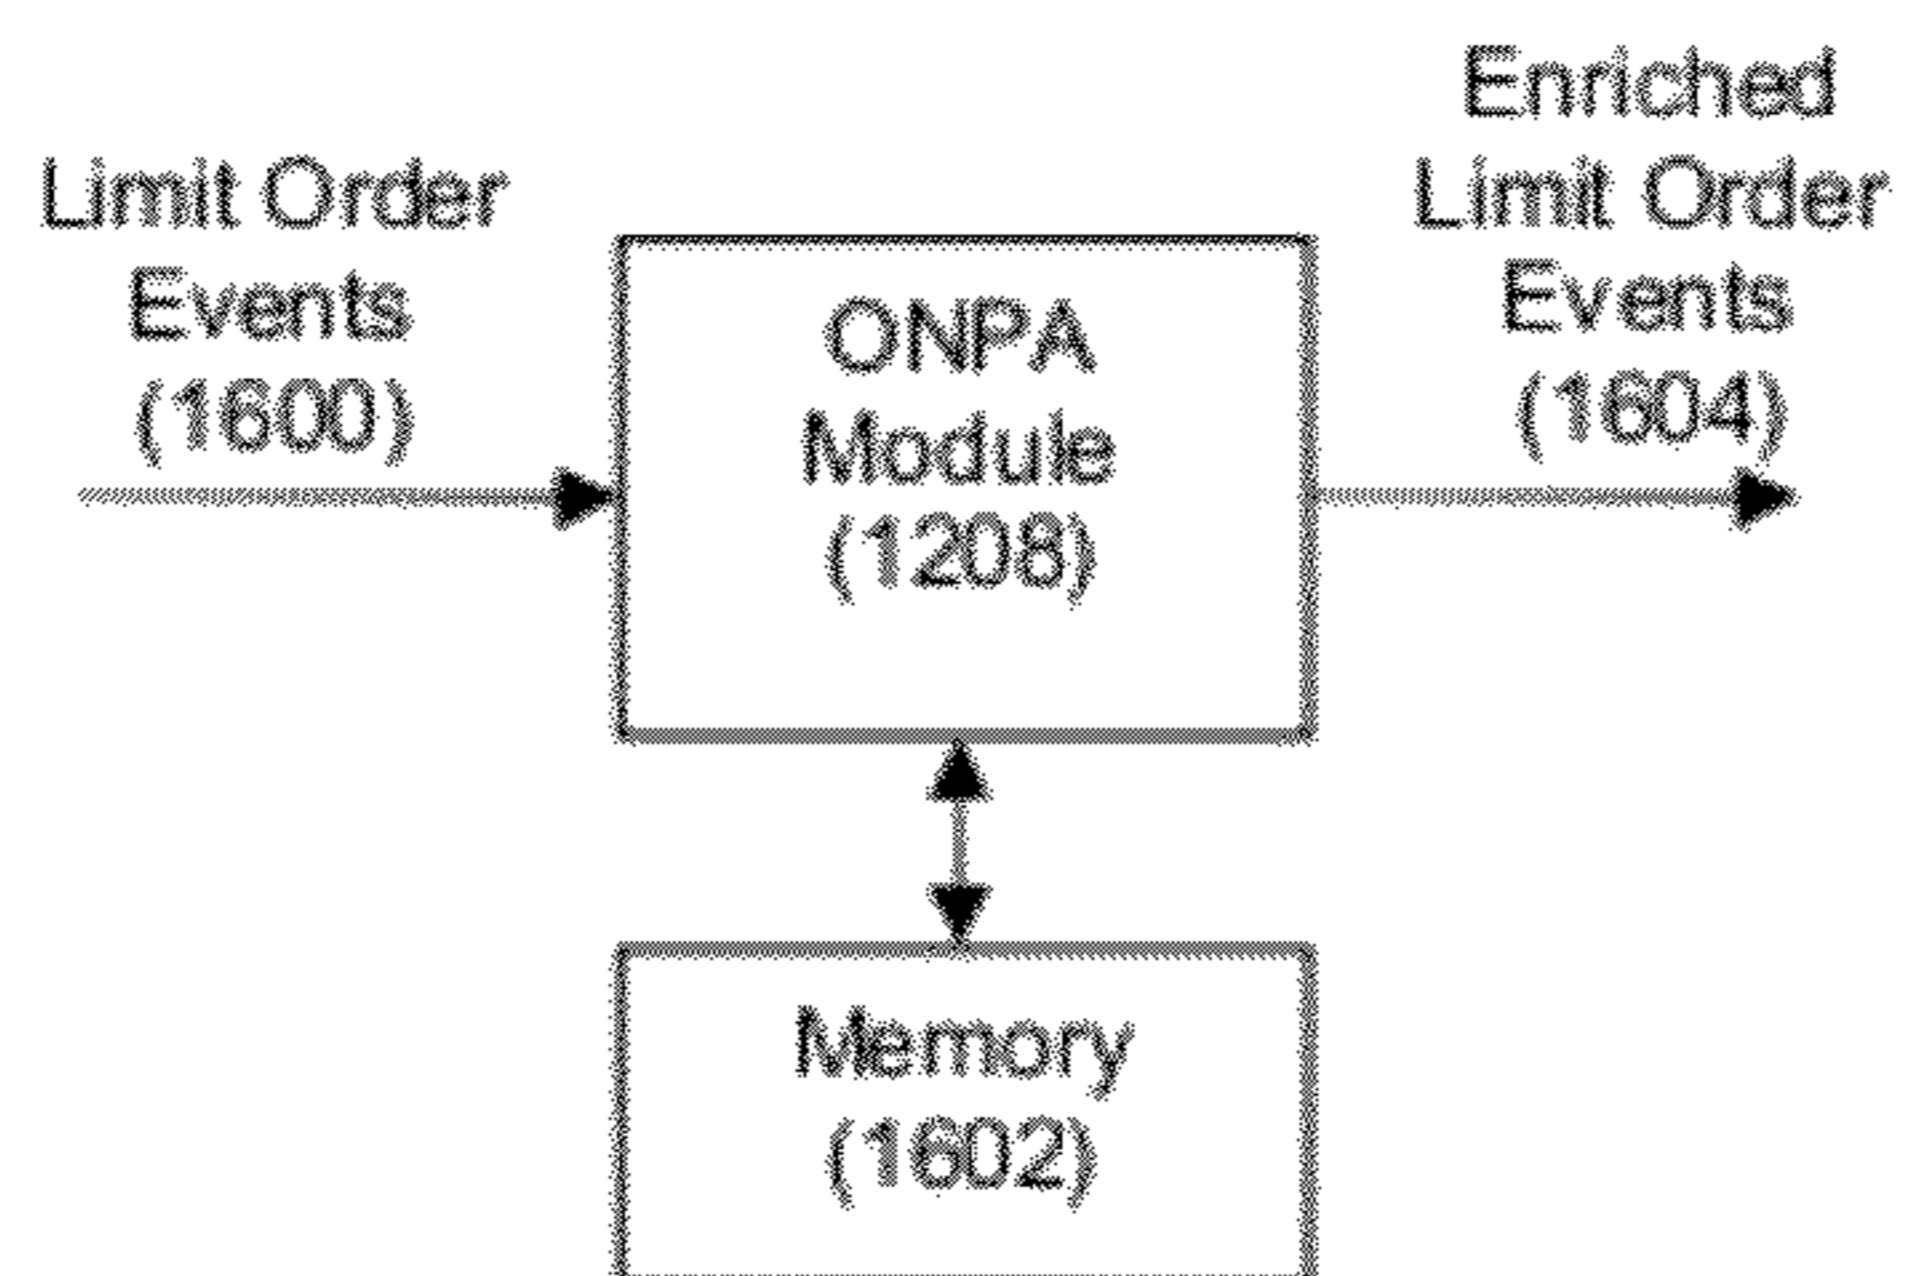 Limit Order
Events
(1600)
ONPA
Module
(1208)
Enriched
Limit Order
Events
(1604)
Memory
(1602)